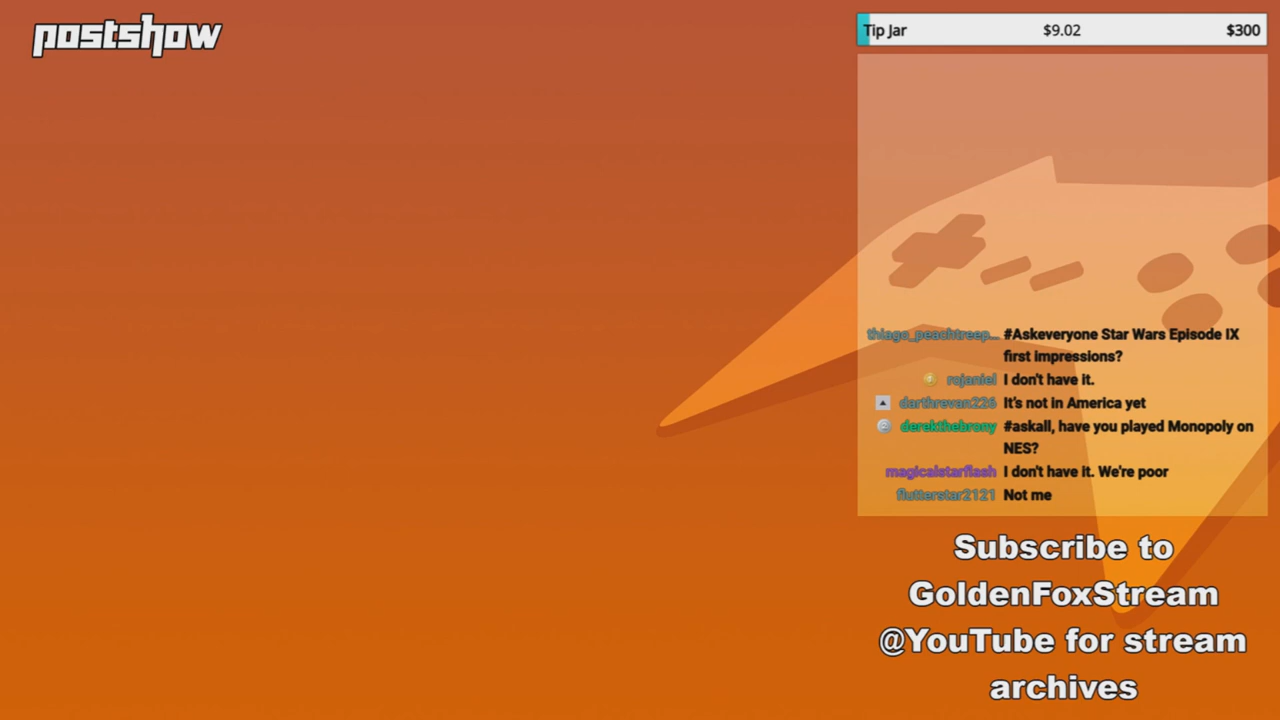 postshow
Tip Jar $9.02 $300
thiago_peachtreep... #Askeveryone Star Wars Episode IX
first impressions?
rojaniel I don't have it.
darthrevan226 It's not in America yet
derekthebrony #askall, have you played Monopoly on
NES?
magicalstarflash I don't have it. We're poor
flutterstar2121 Not me
Subscribe to
GoldenFoxStream
@YouTube for stream
archives